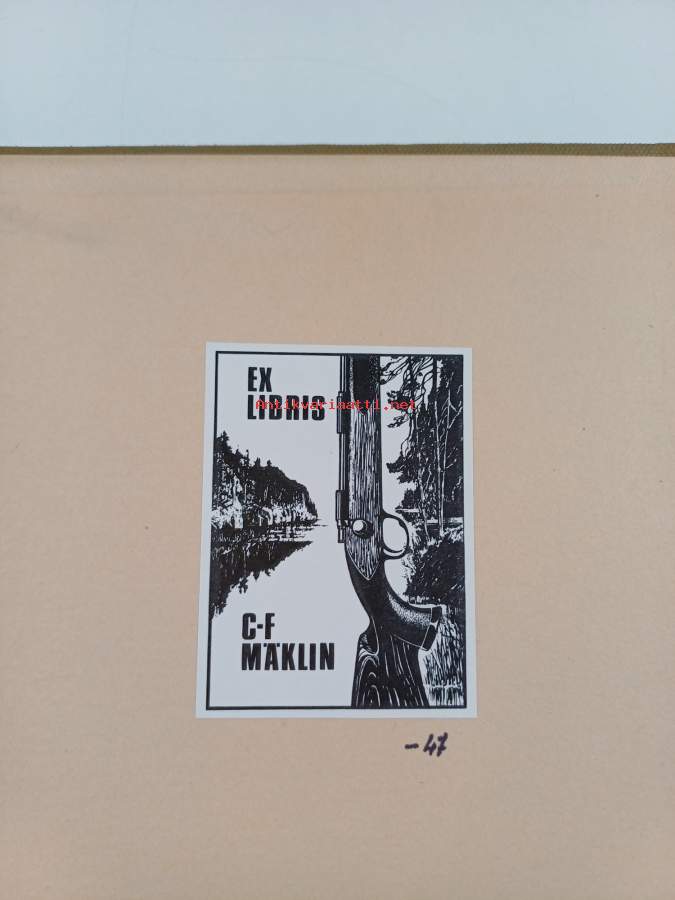 EX
LIBRIS
Antikvariaatti.net
C-F
MÄKLIN
-47